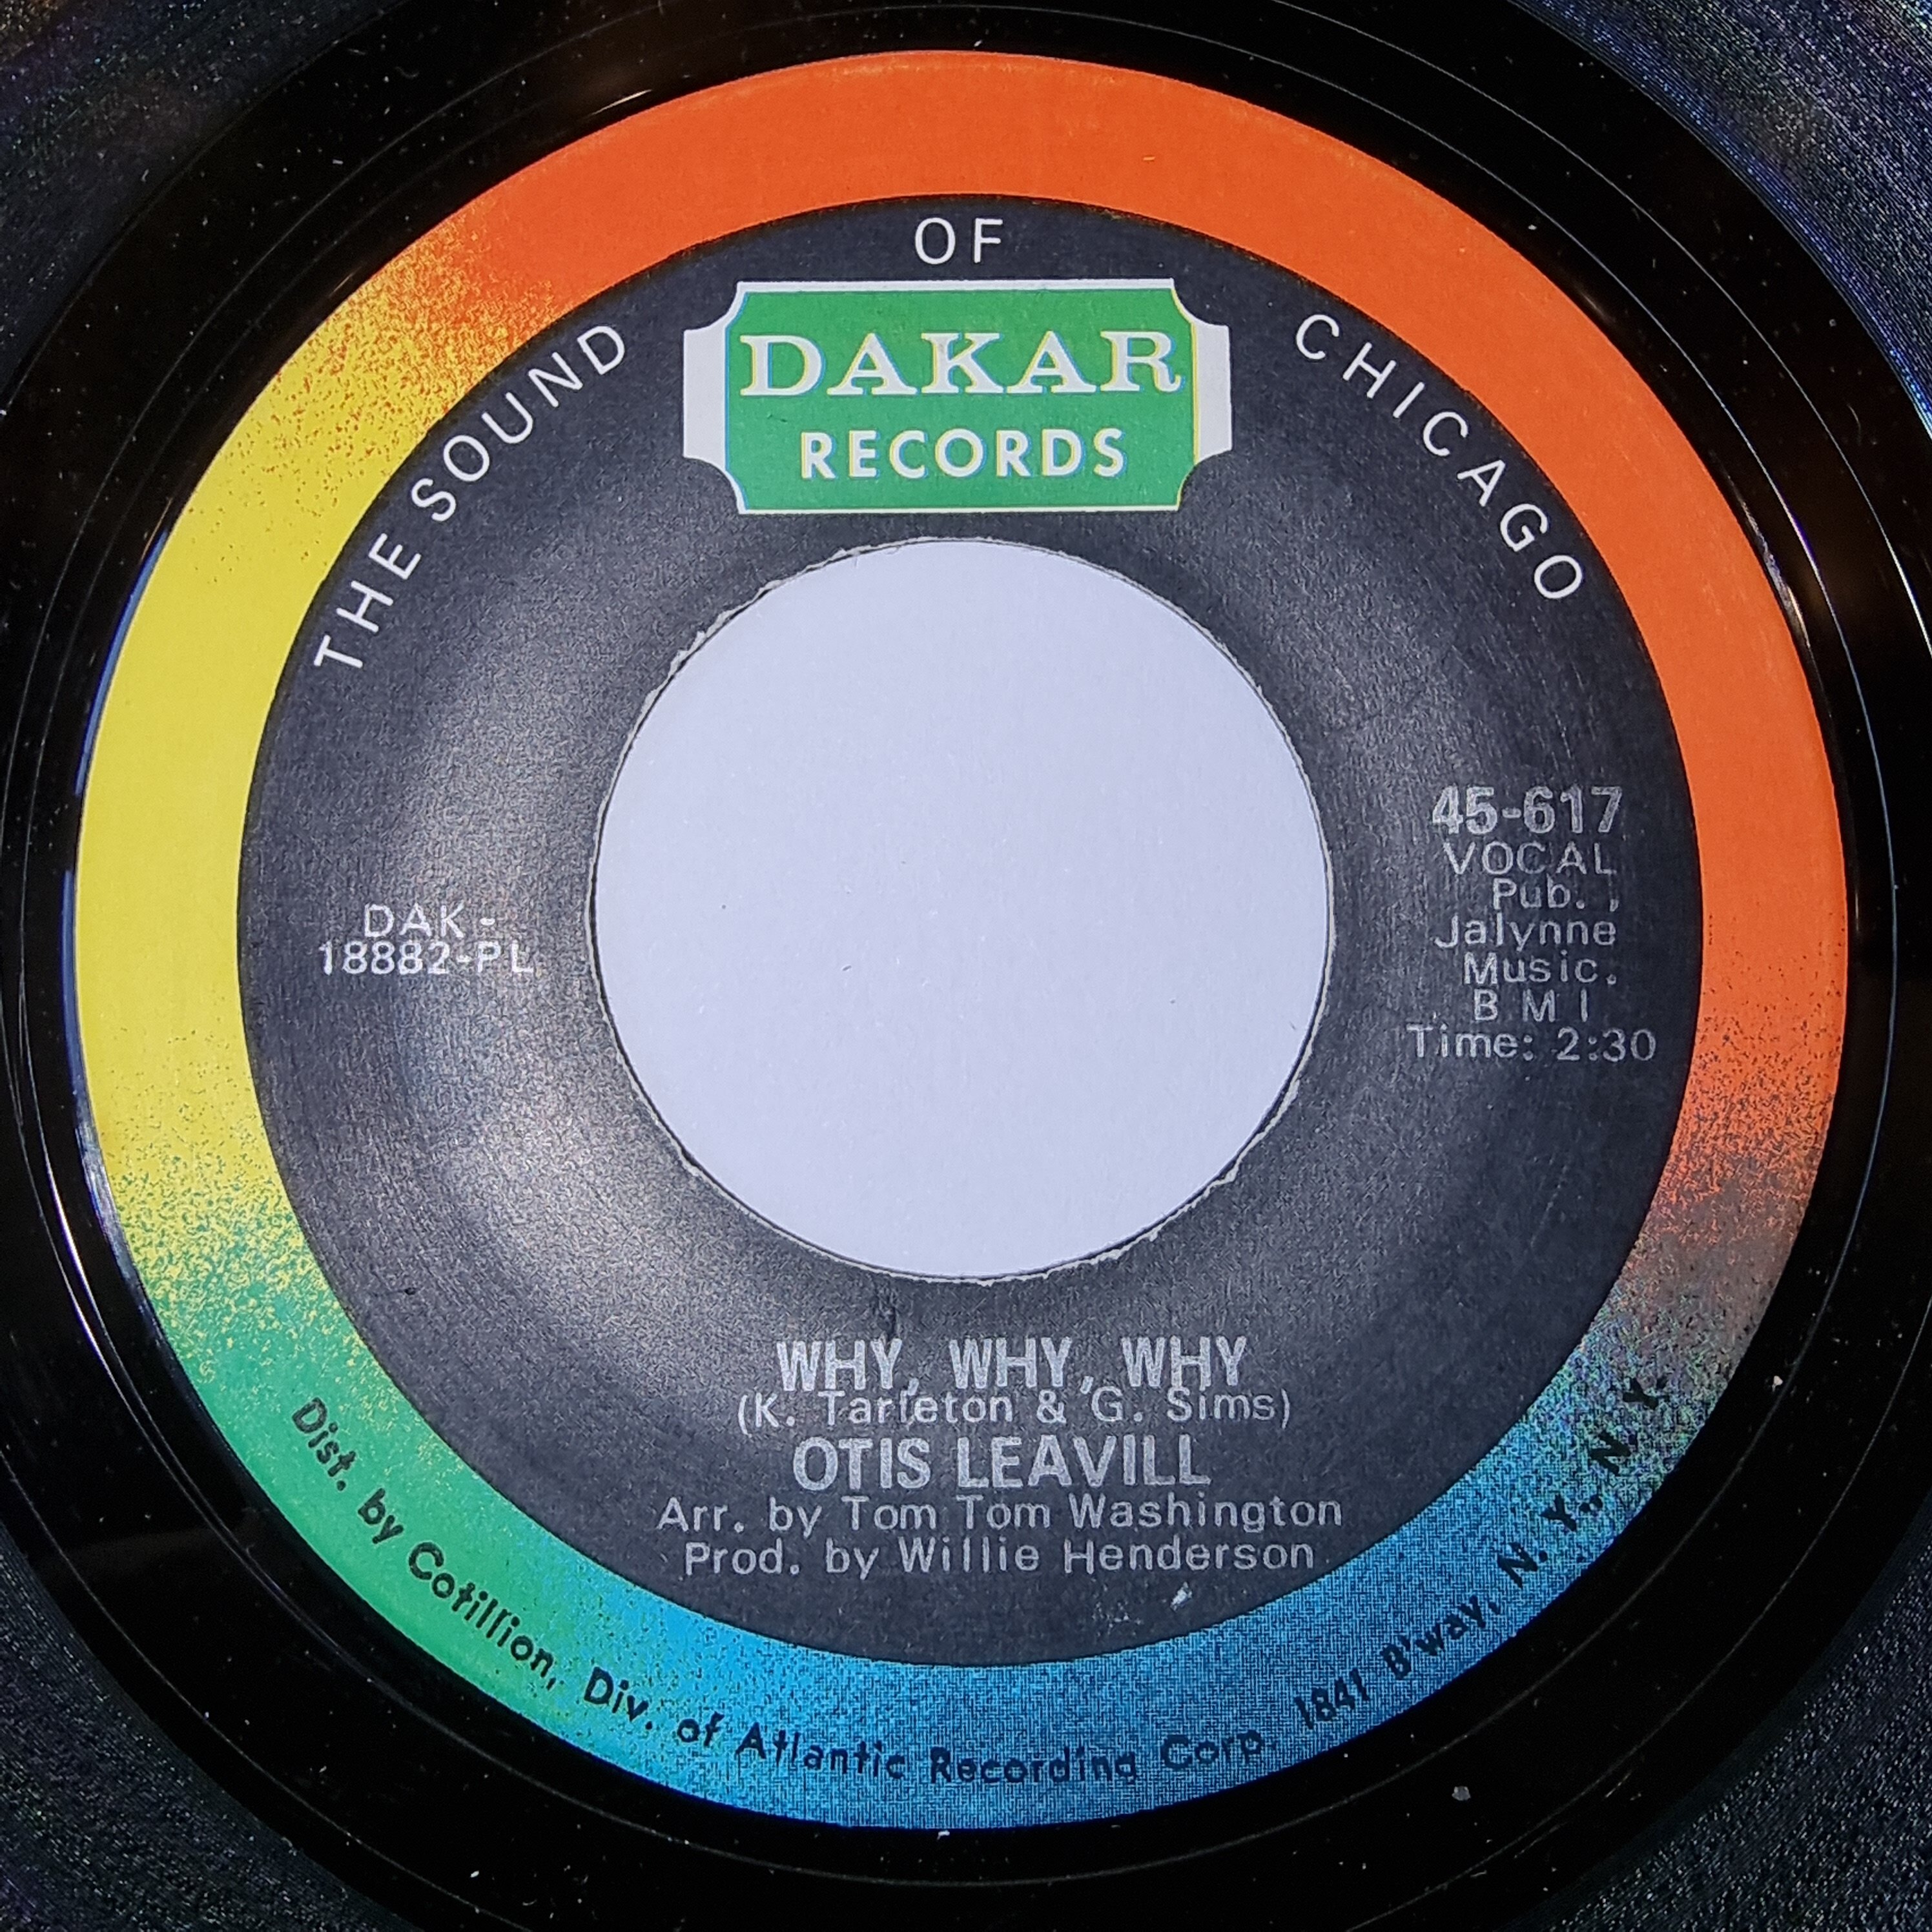 THE SOUND OF CHICAGO
DAKAR
RECORDS
DAK-
18882-PL
45-617
VOCAL
Pub.,
Jalynne
Music.
BMI
Time: 2:30
WHY, WHY, WHY
(K. Tarleton & G. Sims)
OTIS LEAVILL
Arr. by Tom Tom Washington
Prod. by Willie Henderson
Dist. by Cotillion, Div. of Atlantic Recording Corp. 1841 B'way, N. Y., N. Y.